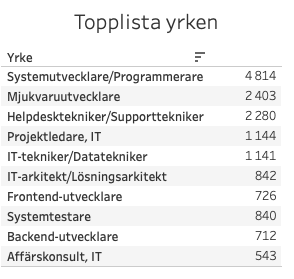 Topplista yrken
Yrke
Systemutvecklare/Programmerare 4 814
Mjukvaruutvecklare 2 403
Helpdesktekniker/Supporttekniker 2 280
Projektledare, IT 1 144
IT-tekniker/Datatekniker 1 141
IT-arkitekt/Lösningsarkitekt 842
Frontend-utvecklare 726
Systemtestare 840
Backend-utvecklare 712
Affärskonsult, IT 543